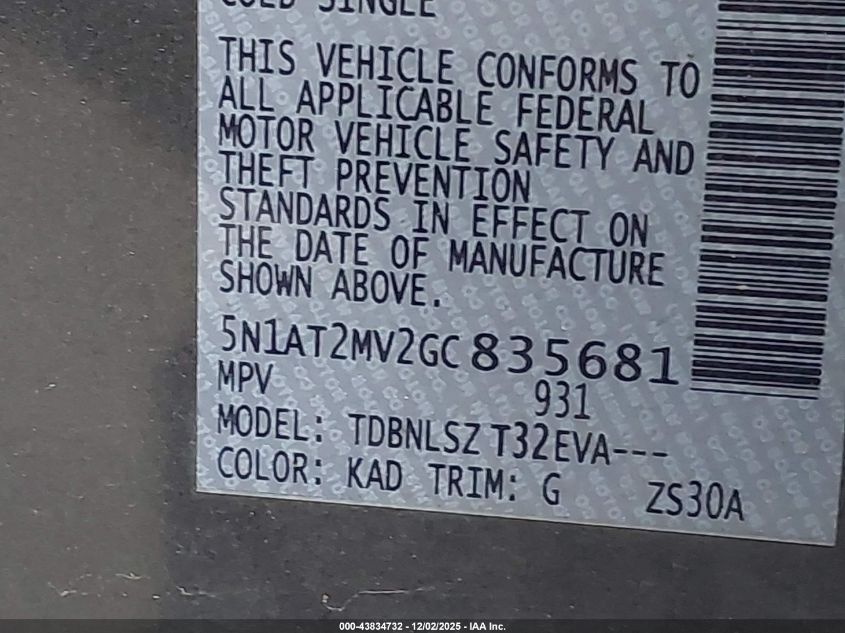 COLD SINGLE
THIS VEHICLE CONFORMS TO
ALL APPLICABLE FEDERAL
MOTOR VEHICLE SAFETY AND
THEFT PREVENTION
STANDARDS IN EFFECT ON
THE DATE OF MANUFACTURE
SHOWN ABOVE.
5N1AT2MV2GC835681
MPV 931
MODEL: TDBNLSZ T32EVA---
COLOR: KAD TRIM: G ZS30A
000-43834732 - 12/02/2025 - IAA Inc.